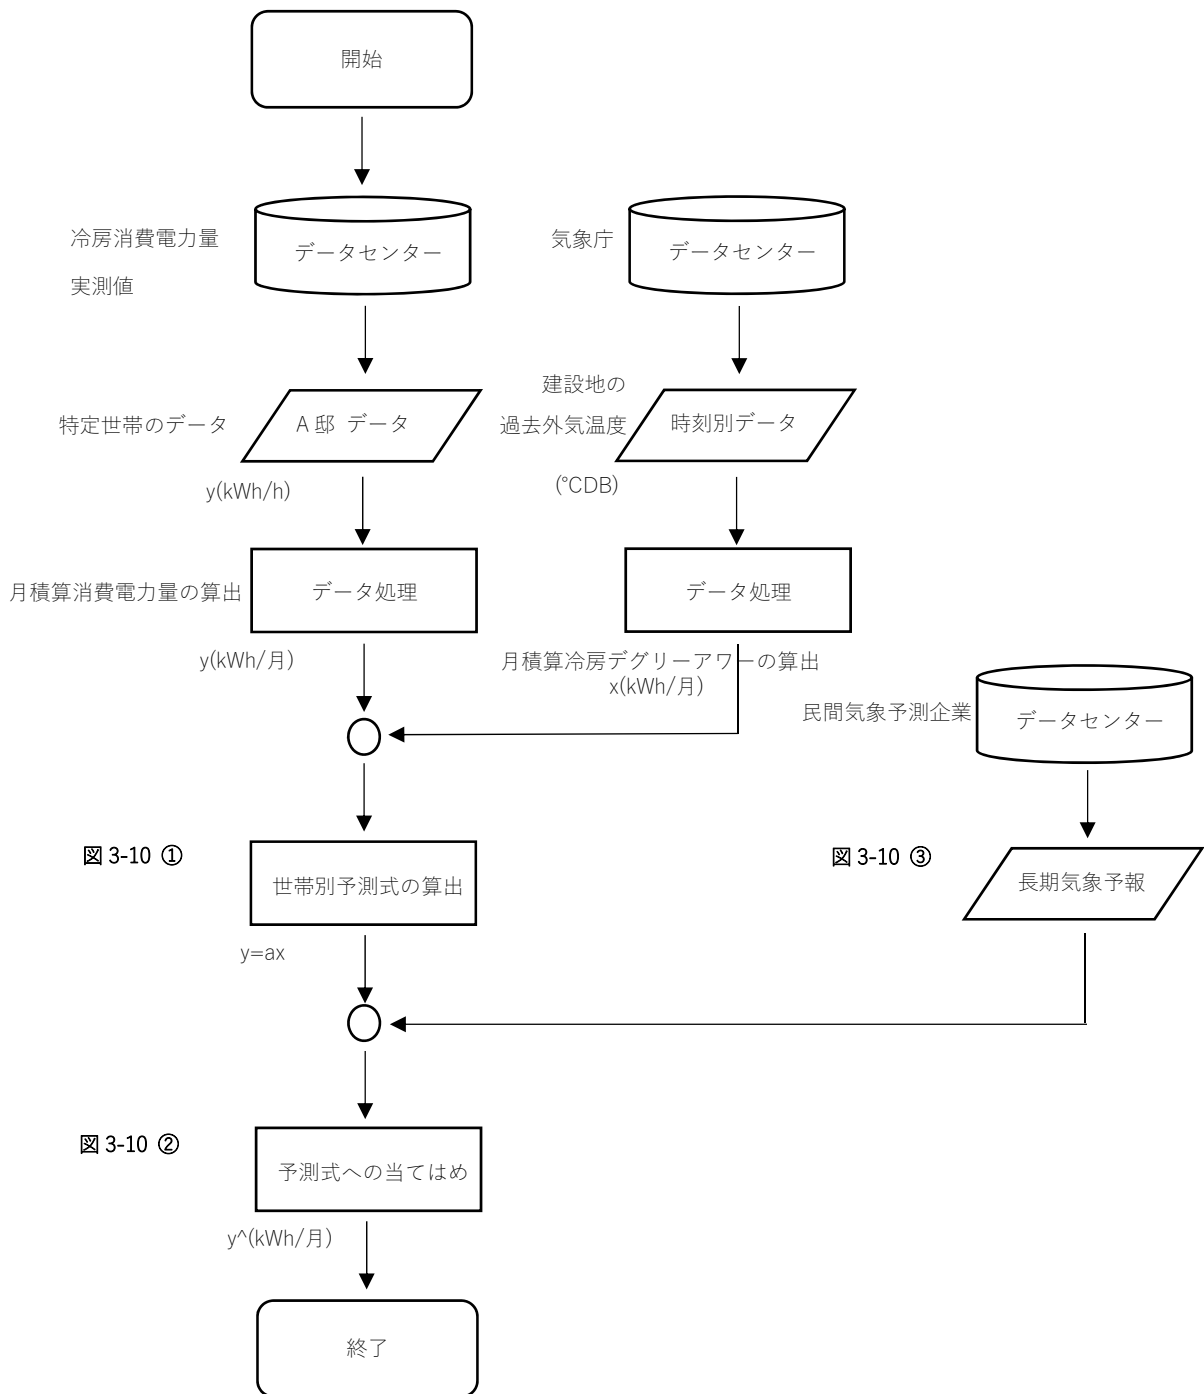 開始
冷房消費電力量
実測値
データセンター
気象庁
データセンター
特定世帯のデータ
A邸 データ
建設地の
過去外気温度
(℃DB)
時刻別データ
y(kWh/h)
月積算消費電力量の算出
データ処理
データ処理
y(kWh/月)
月積算冷房デグリーアワーの算出
x(kWh/月)
民間気象予測企業
データセンター
図 3-10 ①
世帯別予測式の算出
図 3-10 ③
長期気象予報
y=ax
図 3-10 ②
予測式への当てはめ
y^(kWh/月)
終了